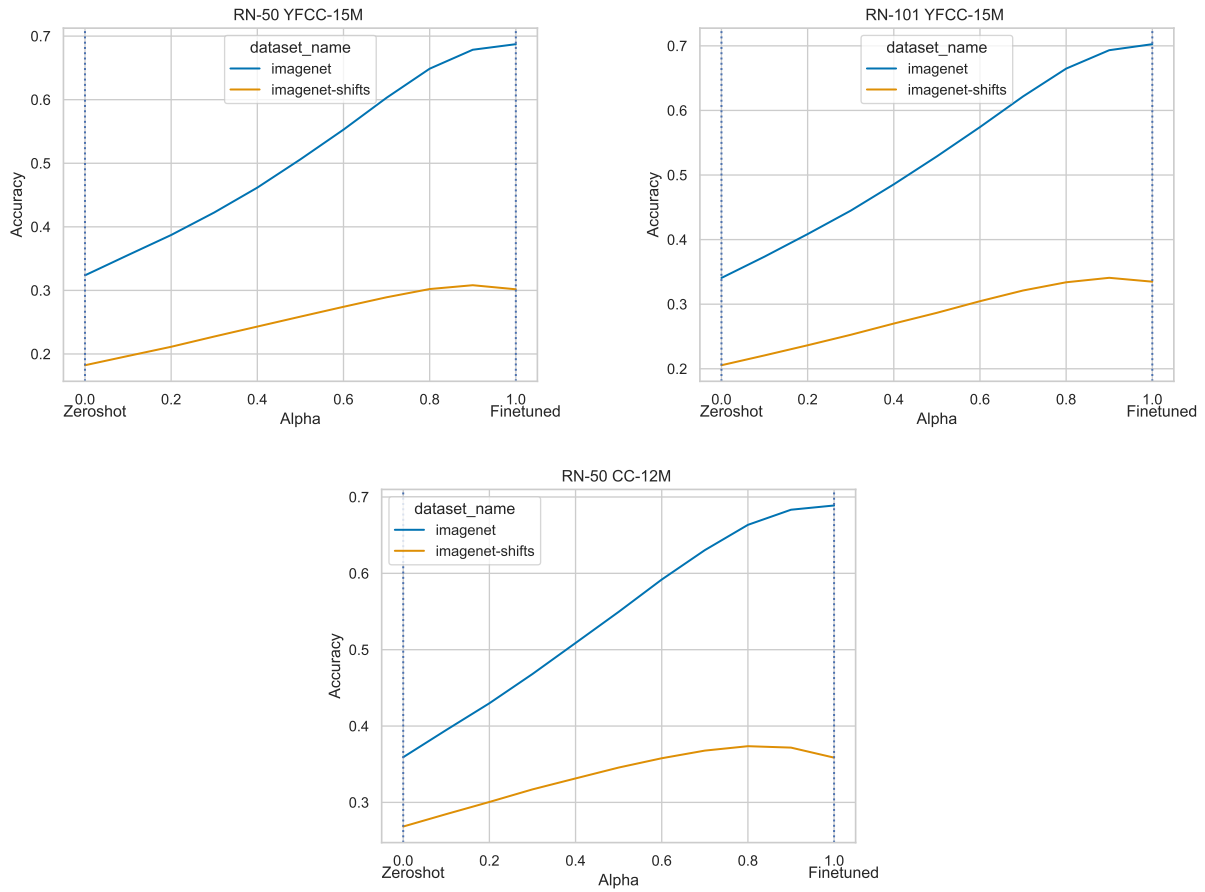 RN-50 YFCC-15M
0.7
0.6
0.5
0.4
0.3
0.2
Accuracy
dataset_name
imagenet
imagenet-shifts
0.0 0.2 0.4 0.6 0.8 1.0
Zeroshot Finetuned
Alpha
RN-101 YFCC-15M
0.7
0.6
0.5
0.4
0.3
0.2
Accuracy
dataset_name
imagenet
imagenet-shifts
0.0 0.2 0.4 0.6 0.8 1.0
Zeroshot Finetuned
Alpha
RN-50 CC-12M
0.7
0.6
0.5
0.4
0.3
Accuracy
dataset_name
imagenet
imagenet-shifts
0.0 0.2 0.4 0.6 0.8 1.0
Zeroshot Finetuned
Alpha